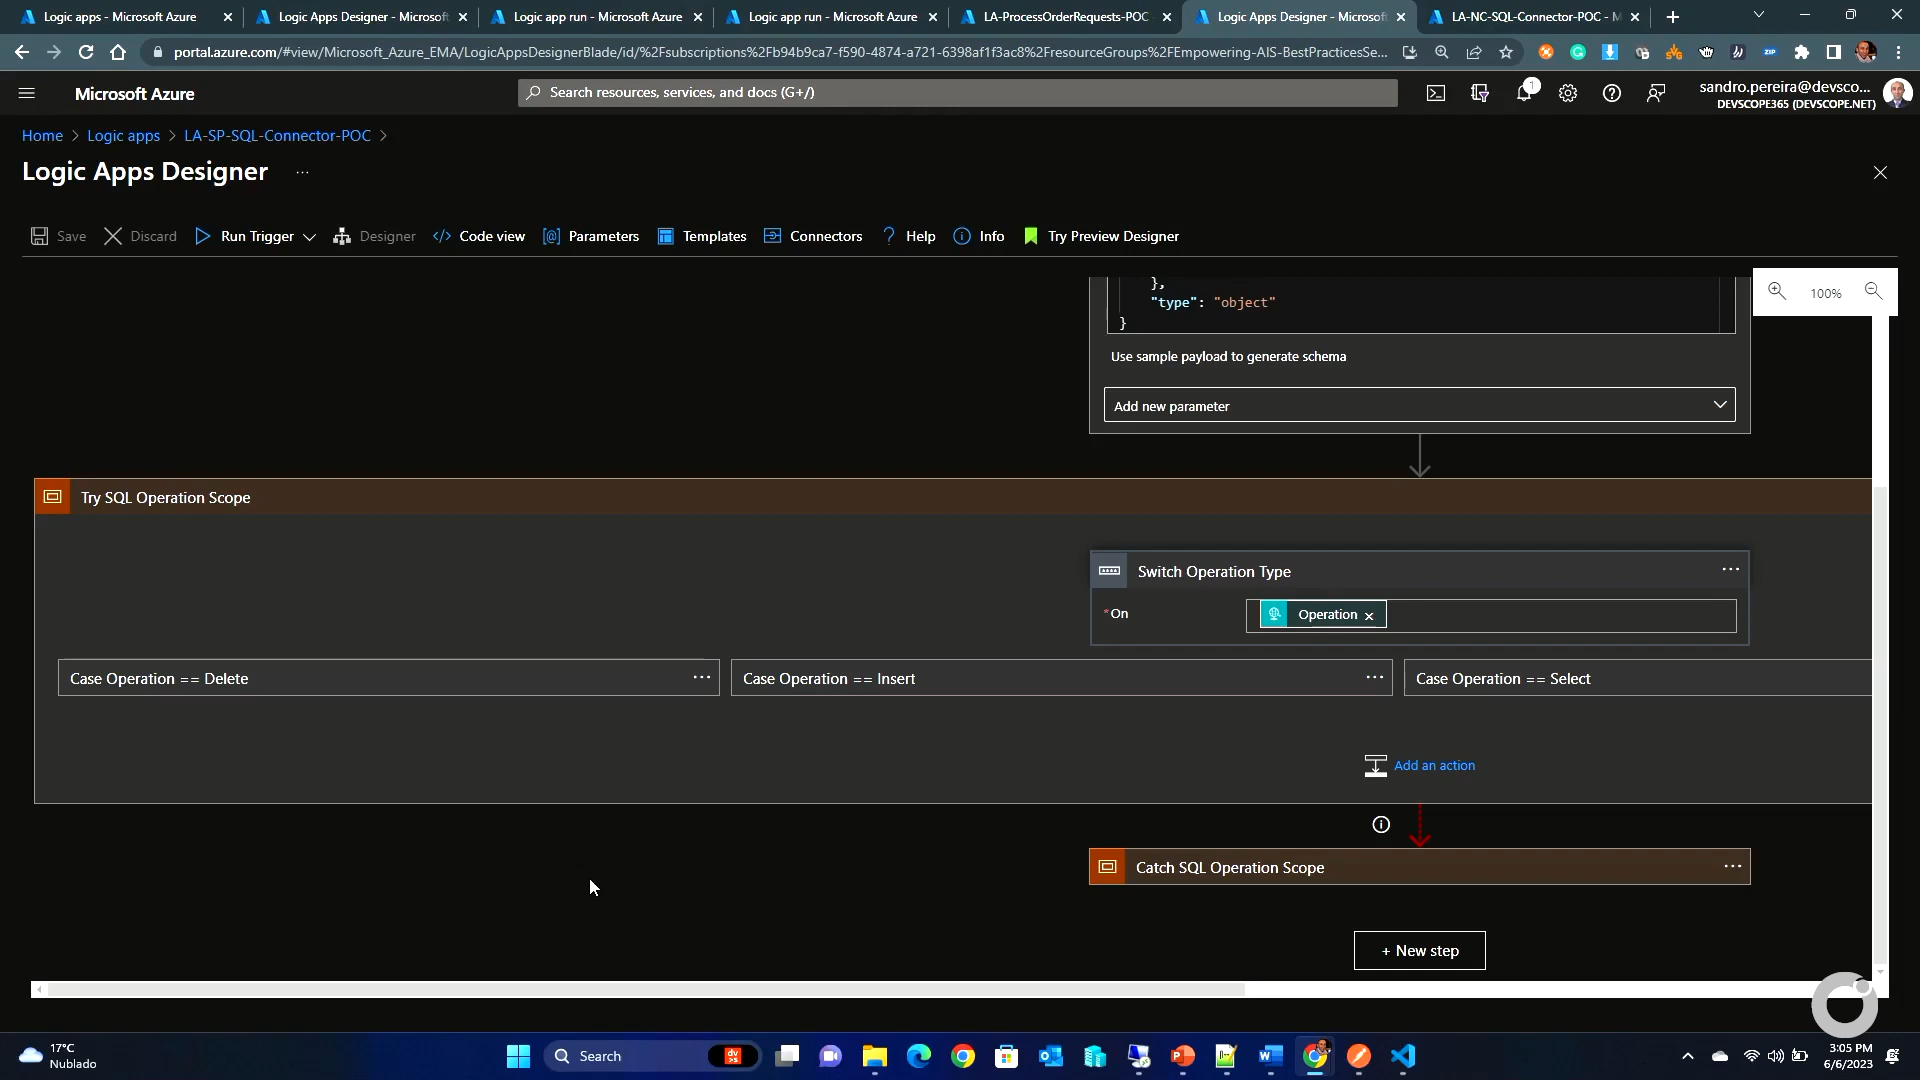 Logic apps - Microsoft Azure
Logic Apps Designer - Microsoft
Logic app run - Microsoft Azure
Logic app run - Microsoft Azure
LA-ProcessOrderRequests-POC
Logic Apps Designer - Microsoft
LA-NC-SQL-Connector-POC - M
portal.azure.com/#view/Microsoft_Azure_EMA/LogicAppsDesignerBlade/id/%2Fsubscriptions%2Fb94b9ca7-f590-4874-a721-6398af1f3ac8%2FresourceGroups%2FEmpowering-AIS-BestPracticesSe...
Microsoft Azure
Search resources, services, and docs (G+/)
1
sandro.pereira@devsco...
DEVSCOPE365 (DEVSCOPE.NET)
Home > Logic apps > LA-SP-SQL-Connector-POC >
Logic Apps Designer ...
Save
Discard
Run Trigger
Designer
Code view
Parameters
Templates
Connectors
Help
Info
Try Preview Designer
},
"type": "object"
}
100%
Use sample payload to generate schema
Add new parameter
Try SQL Operation Scope
Switch Operation Type
*On
Operation
Case Operation == Delete
Case Operation == Insert
Case Operation == Select
Add an action
Catch SQL Operation Scope
+ New step
17°C
Nublado
Search
3:05 PM
6/6/2023